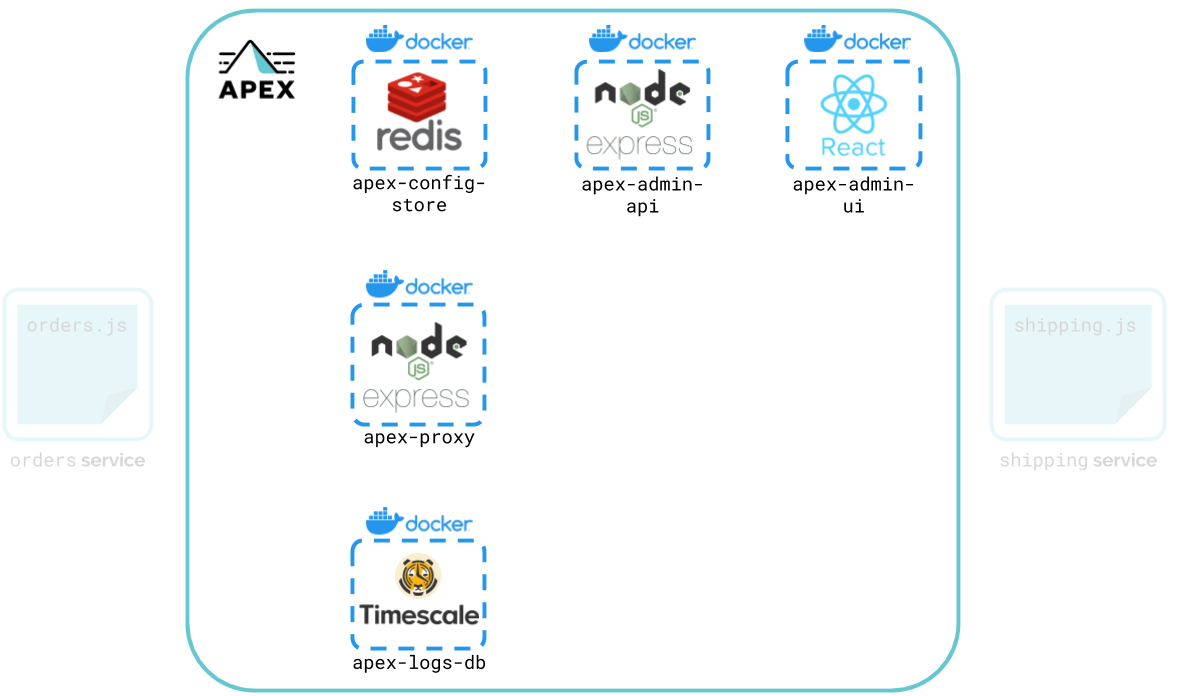 docker
docker
docker
APEX
redis
node
JS
express
React
apex-config-
store
apex-admin-
api
apex-admin-
ui
docker
orders.js
node
JS
express
shipping.js
apex-proxy
orders service
shipping service
docker
Timescale
apex-logs-db